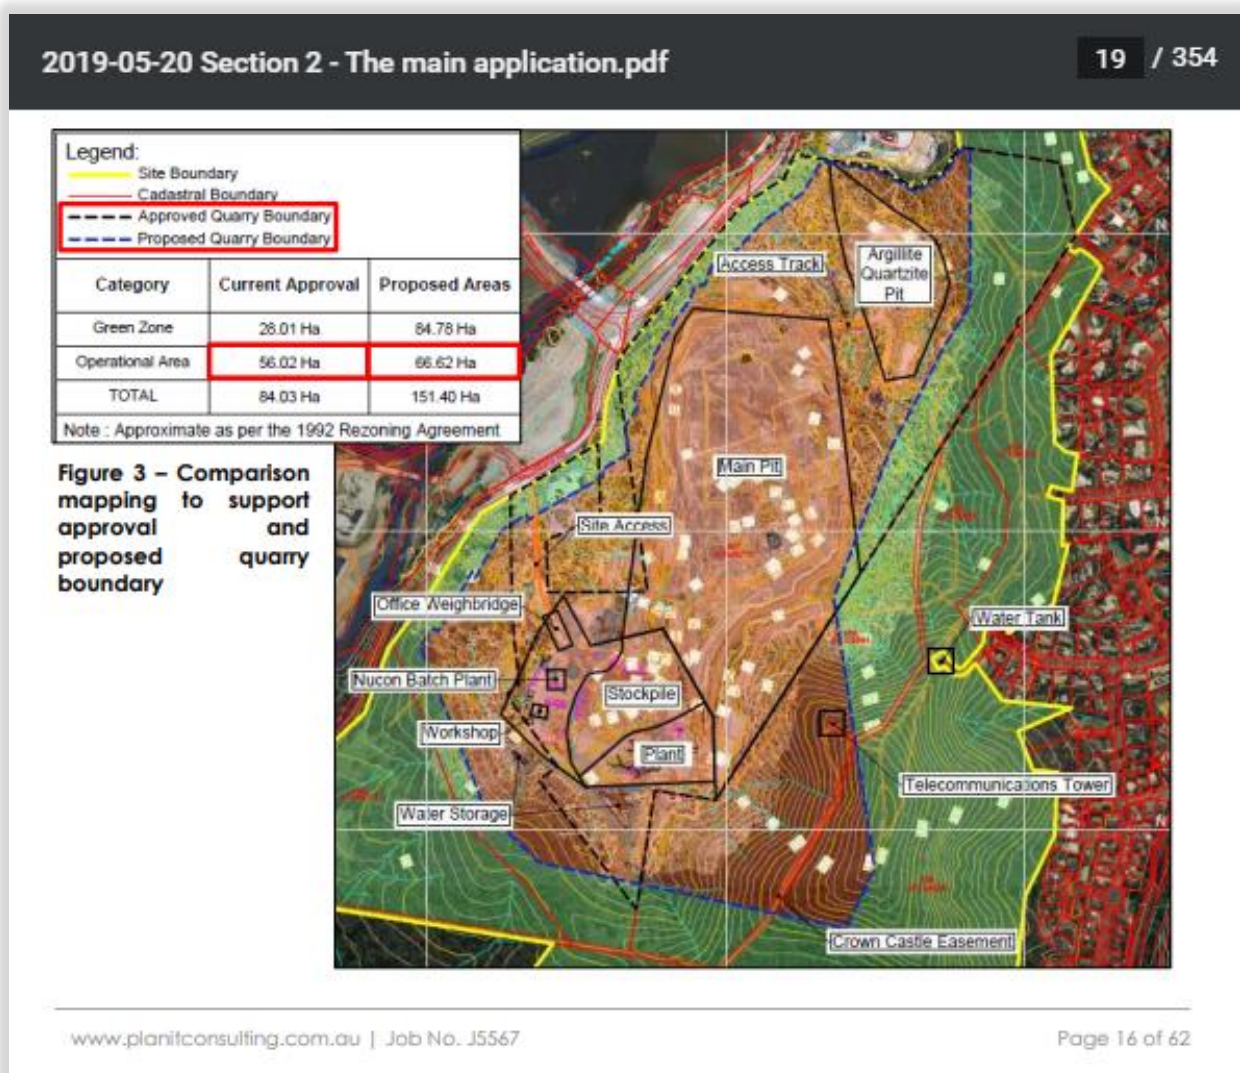 2019-05-20 Section 2 - The main application.pdf
19 / 354
Legend:
Site Boundary
Cadastral Boundary
Approved Quarry Boundary
Proposed Quarry Boundary
Category Current Approval Proposed Areas
Green Zone 28.01 Ha 84.78 Ha
Operational Area 56.02 Ha 66.62 Ha
TOTAL 84.03 Ha 151.40 Ha
Note : Approximate as per the 1992 Rezoning Agreement
Figure 3 – Comparison
mapping to support
approval and
proposed quarry
boundary
Access Track
Argillite
Quartzite
Pit
Main Pit
Site Access
Office Weighbridge
Water Tank
Nucon Batch Plant
Stockpile
Workshop
Plant
Telecommunications Tower
Water Storage
Crown Castle Easement
N
N
N
www.planitconsulting.com.au | Job No. J5567
Page 16 of 62